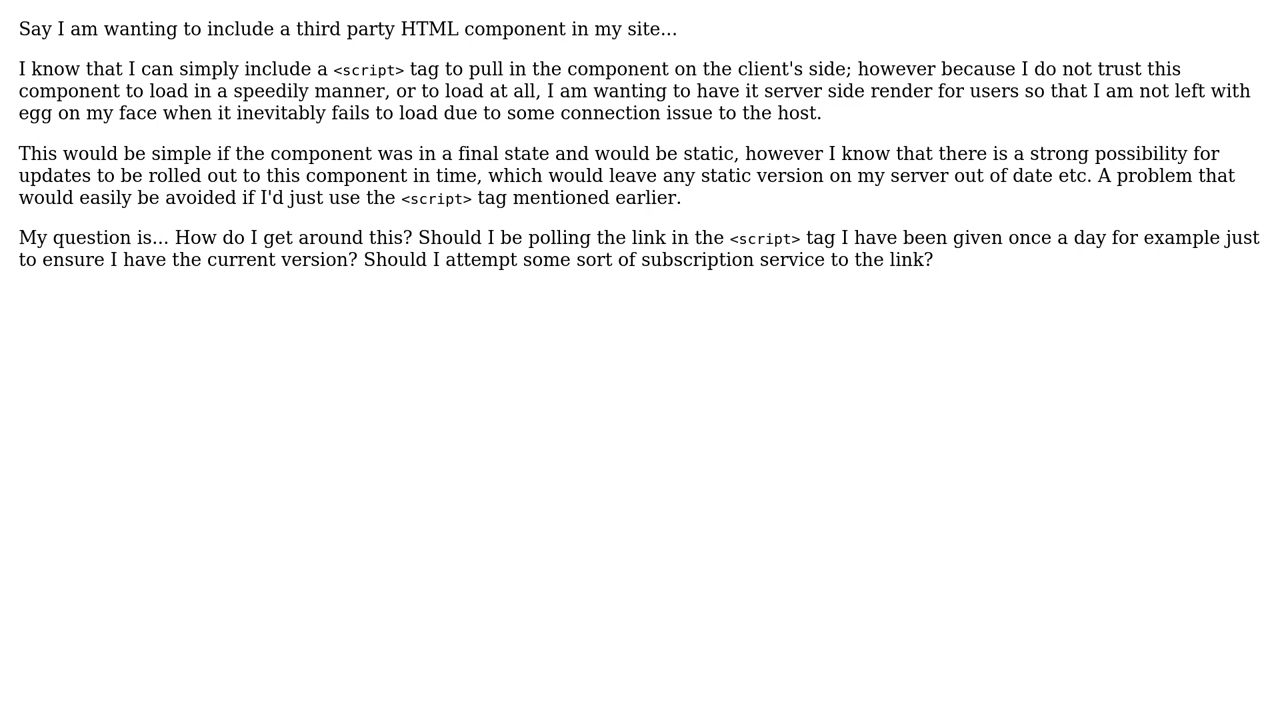 Say I am wanting to include a third party HTML component in my site...
I know that I can simply include a <script> tag to pull in the component on the client's side; however because I do not trust this
component to load in a speedily manner, or to load at all, I am wanting to have it server side render for users so that I am not left with
egg on my face when it inevitably fails to load due to some connection issue to the host.
This would be simple if the component was in a final state and would be static, however I know that there is a strong possibility for
updates to be rolled out to this component in time, which would leave any static version on my server out of date etc. A problem that
would easily be avoided if I'd just use the <script> tag mentioned earlier.
My question is... How do I get around this? Should I be polling the link in the <script> tag I have been given once a day for example just
to ensure I have the current version? Should I attempt some sort of subscription service to the link?